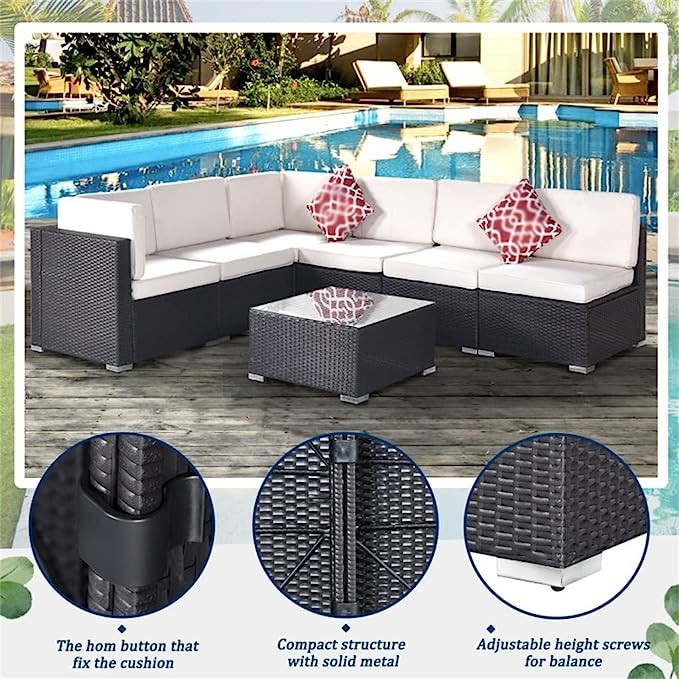 The hom button that
fix the cushion
Compact structure
with solid metal
Adjustable height screws
for balance